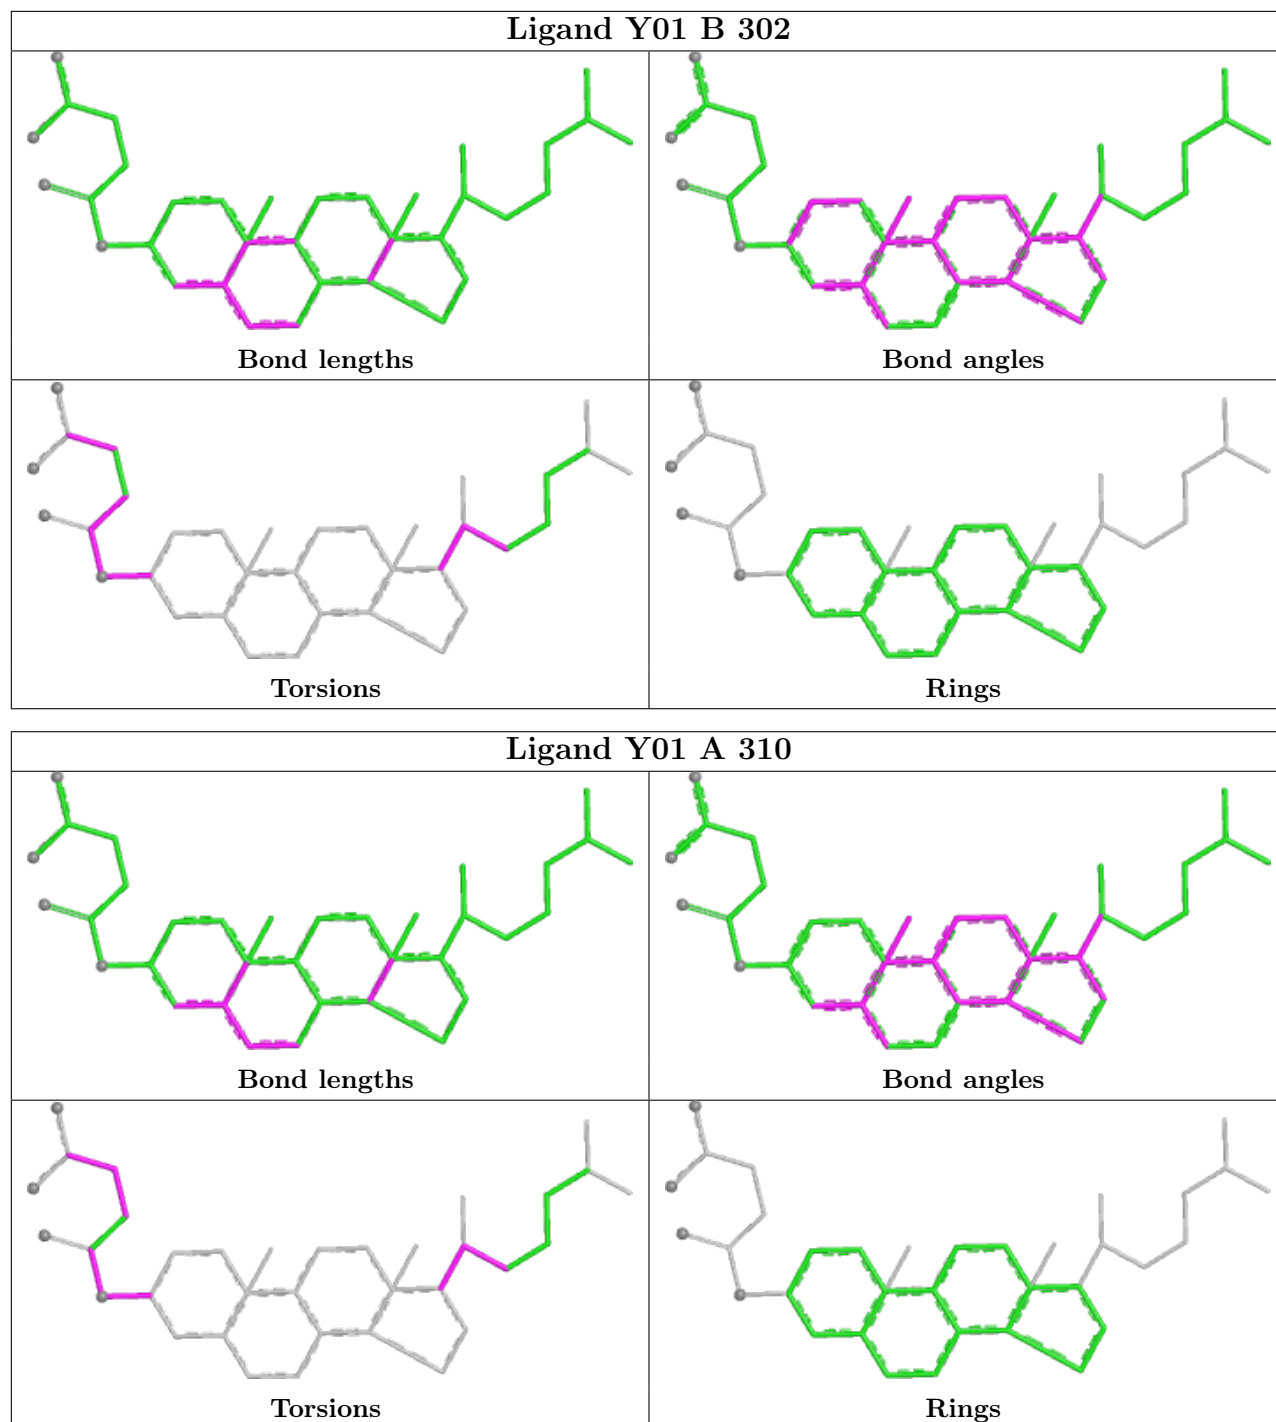 Ligand Y01 B 302
Bond lengths
Bond angles
Torsions
Rings
Ligand Y01 A 310
Bond lengths
Bond angles
Torsions
Rings